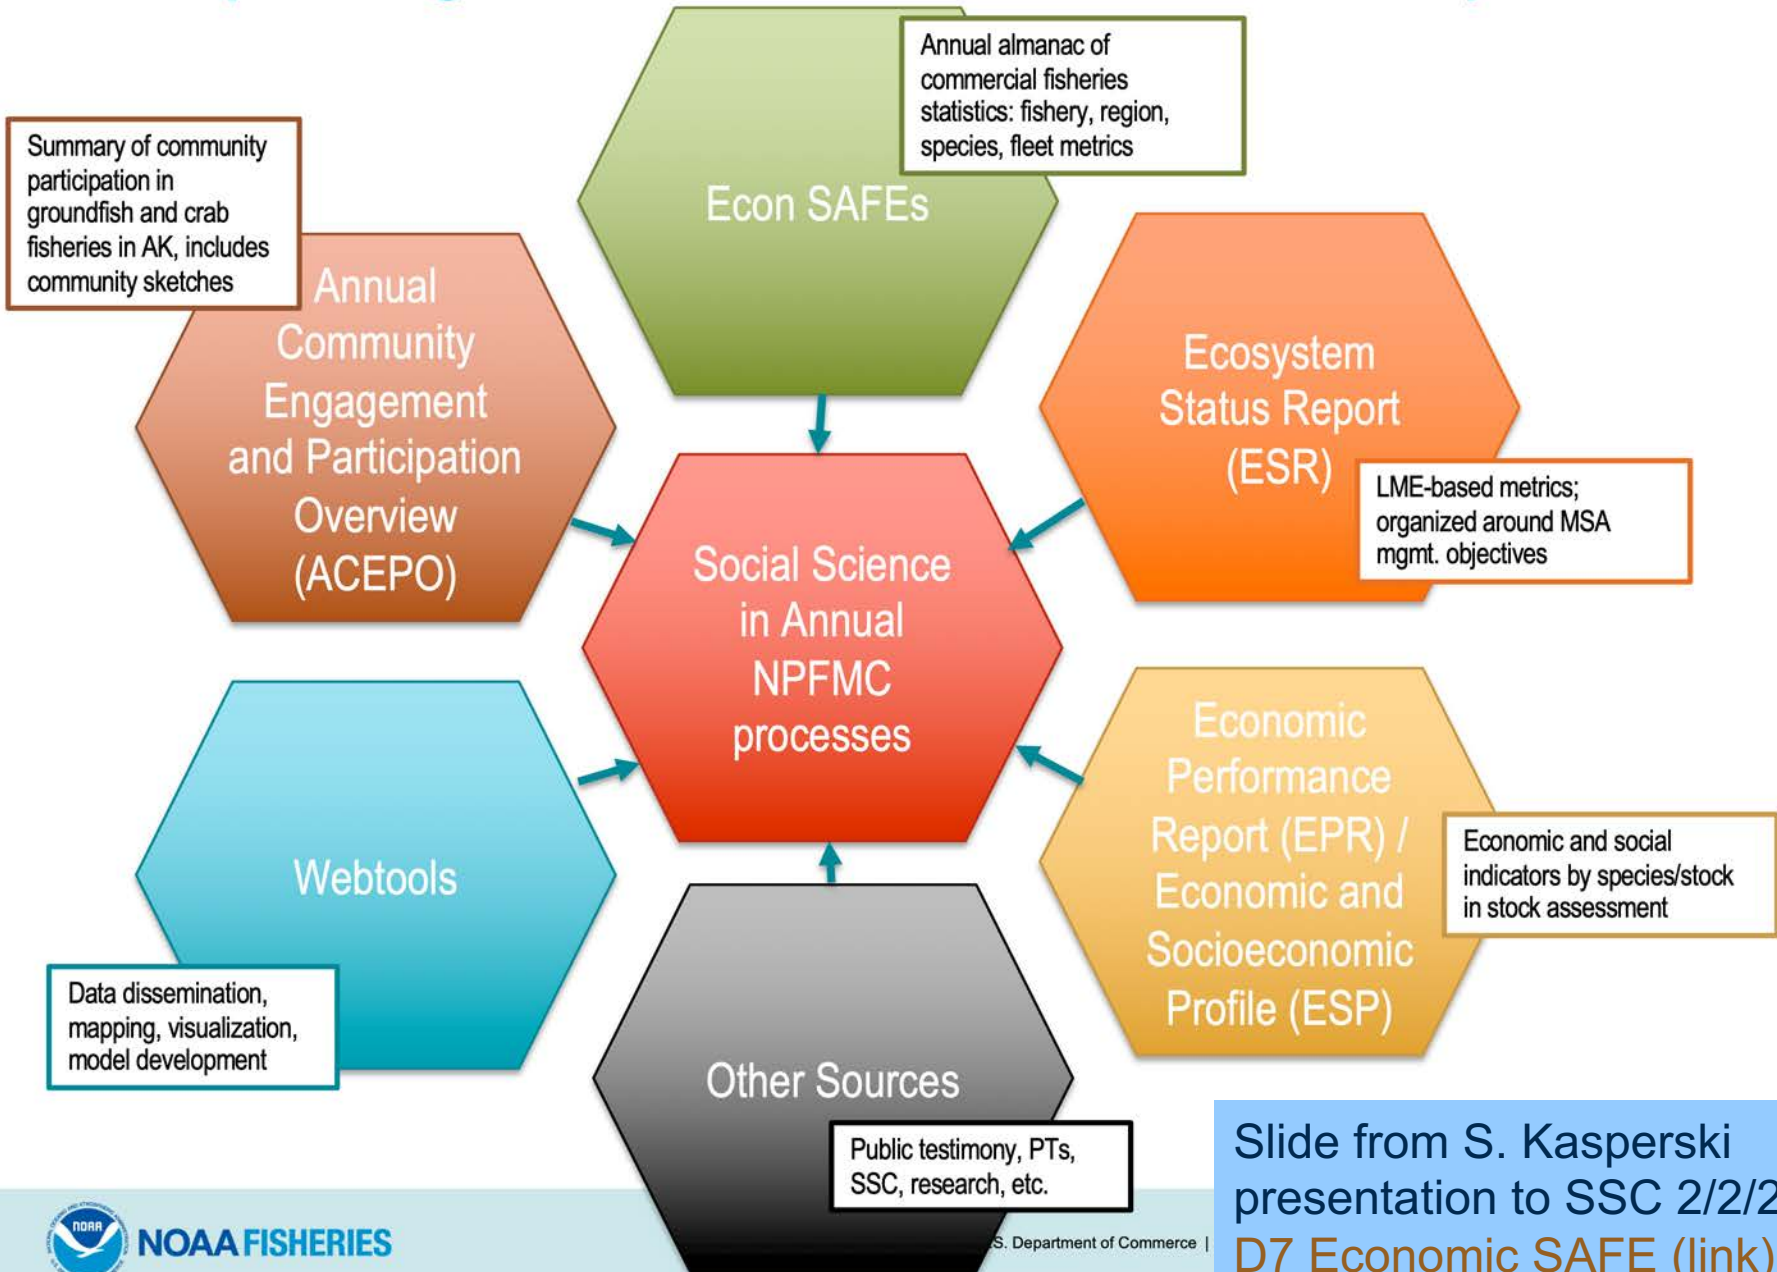 Annual almanac of
commercial fisheries
statistics: fishery, region,
species, fleet metrics
Econ SAFEs
Summary of community
participation in
groundfish and crab
fisheries in AK, includes
community sketches
Annual
Community
Engagement
and Participation
Overview
(ACEPO)
Ecosystem
Status Report
(ESR)
LME-based metrics;
organized around MSA
mgmt. objectives
Social Science
in Annual
NPFMC
processes
Webtools
Data dissemination,
mapping, visualization,
model development
Economic
Performance
Report (EPR) /
Economic and
Socioeconomic
Profile (ESP)
Economic and social
indicators by species/stock
in stock assessment
Other Sources
Public testimony, PTs,
SSC, research, etc.
Slide from S. Kasperski
presentation to SSC 2/2/2
D7 Economic SAFE (link)
NOAA
NOAA FISHERIES
S. Department of Commerce |